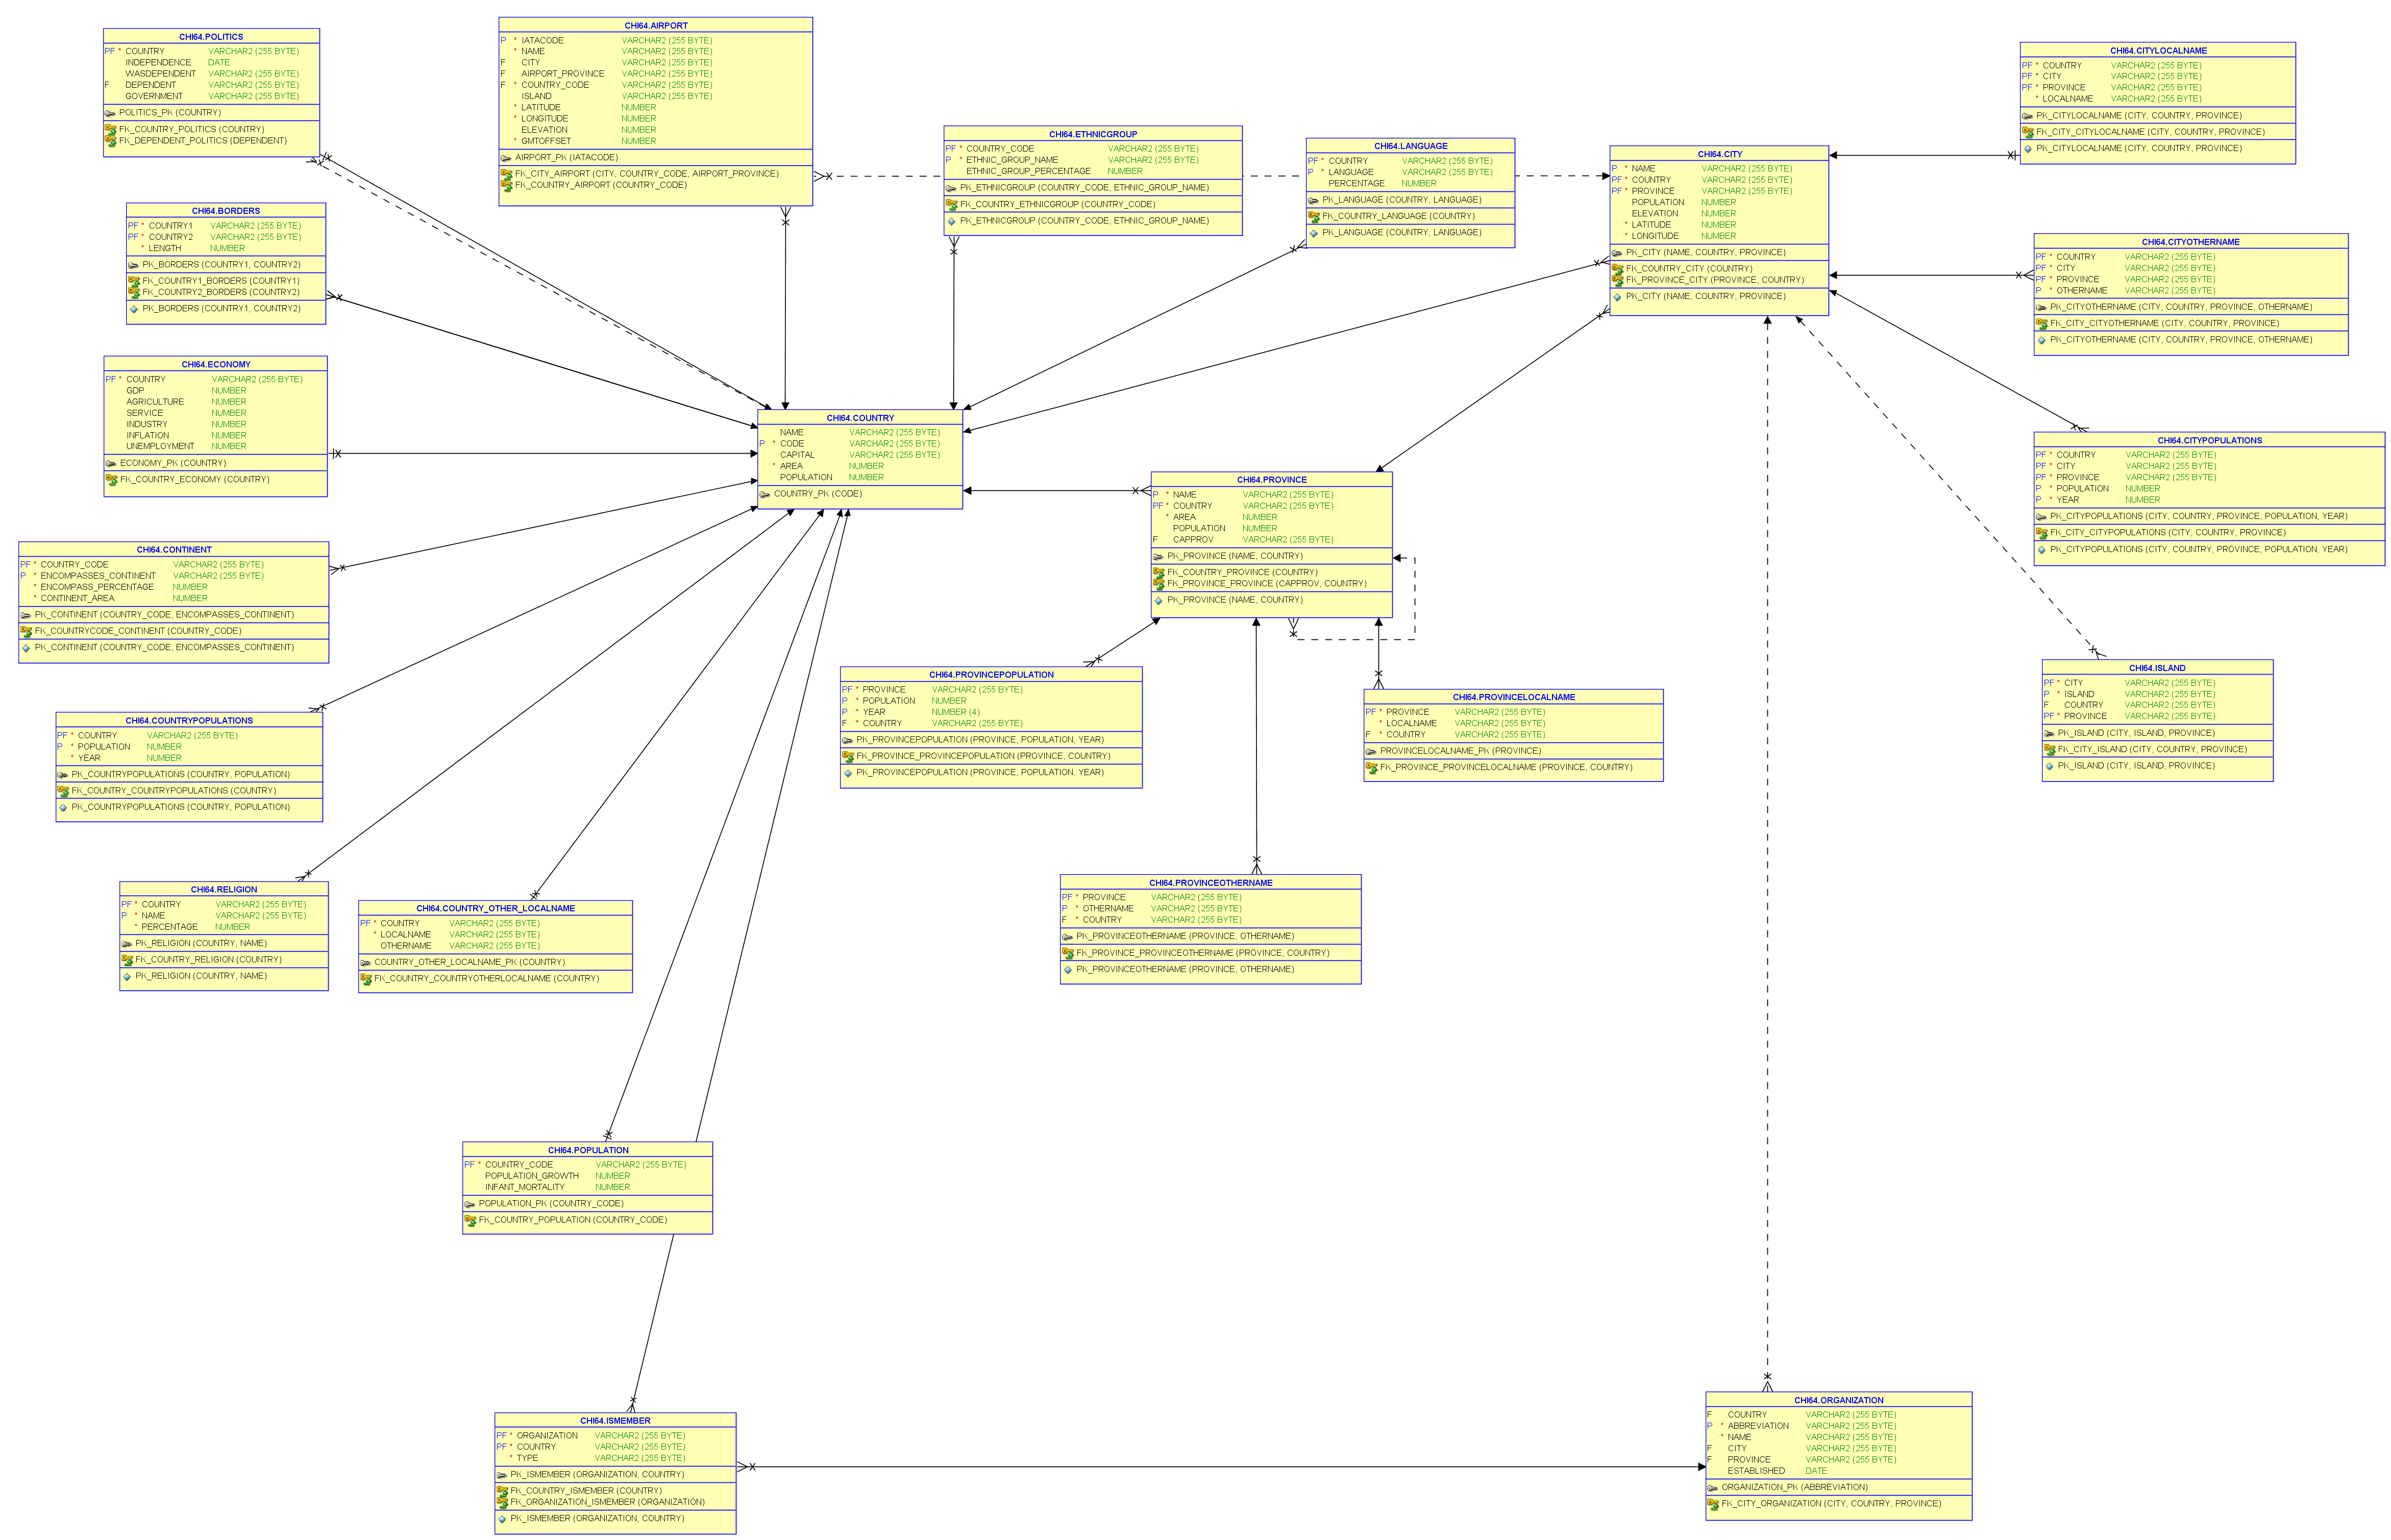 CHI64.POLITICS
PF * COUNTRY VARCHAR2 (255 BYTE)
INDEPENDENCE DATE
WASDEPENDENT VARCHAR2 (255 BYTE)
F DEPENDENT VARCHAR2 (255 BYTE)
GOVERNMENT VARCHAR2 (255 BYTE)
POLITICS_PK (COUNTRY)
FK_COUNTRY_POLITICS (COUNTRY)
FK_DEPENDENT_POLITICS (DEPENDENT)
CHI64.AIRPORT
P * IATACODE VARCHAR2 (255 BYTE)
* NAME VARCHAR2 (255 BYTE)
F CITY VARCHAR2 (255 BYTE)
F AIRPORT_PROVINCE VARCHAR2 (255 BYTE)
F * COUNTRY_CODE VARCHAR2 (255 BYTE)
ISLAND VARCHAR2 (255 BYTE)
* LATITUDE NUMBER
* LONGITUDE NUMBER
ELEVATION NUMBER
* GMTOFFSET NUMBER
AIRPORT_PK (IATACODE)
FK_CITY_AIRPORT (CITY, COUNTRY_CODE, AIRPORT_PROVINCE)
FK_COUNTRY_AIRPORT (COUNTRY_CODE)
CHI64.ETHNICGROUP
PF * COUNTRY_CODE VARCHAR2 (255 BYTE)
P * ETHNIC_GROUP_NAME VARCHAR2 (255 BYTE)
ETHNIC_GROUP_PERCENTAGE NUMBER
PK_ETHNICGROUP (COUNTRY_CODE, ETHNIC_GROUP_NAME)
FK_COUNTRY_ETHNICGROUP (COUNTRY_CODE)
PK_ETHNICGROUP (COUNTRY_CODE, ETHNIC_GROUP_NAME)
CHI64.LANGUAGE
PF * COUNTRY VARCHAR2 (255 BYTE)
P * LANGUAGE VARCHAR2 (255 BYTE)
PERCENTAGE NUMBER
PK_LANGUAGE (COUNTRY, LANGUAGE)
FK_COUNTRY_LANGUAGE (COUNTRY)
PK_LANGUAGE (COUNTRY, LANGUAGE)
CHI64.CITY
P * NAME VARCHAR2 (255 BYTE)
PF * COUNTRY VARCHAR2 (255 BYTE)
PF * PROVINCE VARCHAR2 (255 BYTE)
POPULATION NUMBER
ELEVATION NUMBER
* LATITUDE NUMBER
* LONGITUDE NUMBER
PK_CITY (NAME, COUNTRY, PROVINCE)
FK_COUNTRY_CITY (COUNTRY)
FK_PROVINCE_CITY (PROVINCE, COUNTRY)
PK_CITY (NAME, COUNTRY, PROVINCE)
CHI64.CITYLOCALNAME
PF * COUNTRY VARCHAR2 (255 BYTE)
PF * CITY VARCHAR2 (255 BYTE)
PF * PROVINCE VARCHAR2 (255 BYTE)
* LOCALNAME VARCHAR2 (255 BYTE)
PK_CITYLOCALNAME (CITY, COUNTRY, PROVINCE)
FK_CITY_CITYLOCALNAME (CITY, COUNTRY, PROVINCE)
PK_CITYLOCALNAME (CITY, COUNTRY, PROVINCE)
CHI64.BORDERS
PF * COUNTRY1 VARCHAR2 (255 BYTE)
PF * COUNTRY2 VARCHAR2 (255 BYTE)
* LENGTH NUMBER
PK_BORDERS (COUNTRY1, COUNTRY2)
FK_COUNTRY1_BORDERS (COUNTRY1)
FK_COUNTRY2_BORDERS (COUNTRY2)
PK_BORDERS (COUNTRY1, COUNTRY2)
CHI64.CITYOTHERNAME
PF * COUNTRY VARCHAR2 (255 BYTE)
PF * CITY VARCHAR2 (255 BYTE)
PF * PROVINCE VARCHAR2 (255 BYTE)
P * OTHERNAME VARCHAR2 (255 BYTE)
PK_CITYOTHERNAME (CITY, COUNTRY, PROVINCE, OTHERNAME)
FK_CITY_CITYOTHERNAME (CITY, COUNTRY, PROVINCE)
PK_CITYOTHERNAME (CITY, COUNTRY, PROVINCE, OTHERNAME)
CHI64.ECONOMY
PF * COUNTRY VARCHAR2 (255 BYTE)
GDP NUMBER
AGRICULTURE NUMBER
SERVICE NUMBER
INDUSTRY NUMBER
INFLATION NUMBER
UNEMPLOYMENT NUMBER
ECONOMY_PK (COUNTRY)
FK_COUNTRY_ECONOMY (COUNTRY)
CHI64.COUNTRY
NAME VARCHAR2 (255 BYTE)
P * CODE VARCHAR2 (255 BYTE)
CAPITAL VARCHAR2 (255 BYTE)
* AREA NUMBER
POPULATION NUMBER
COUNTRY_PK (CODE)
CHI64.CITYPOPULATIONS
PF * COUNTRY VARCHAR2 (255 BYTE)
PF * CITY VARCHAR2 (255 BYTE)
PF * PROVINCE VARCHAR2 (255 BYTE)
P * POPULATION NUMBER
P * YEAR NUMBER
PK_CITYPOPULATIONS (CITY, COUNTRY, PROVINCE, POPULATION, YEAR)
FK_CITY_CITYPOPULATIONS (CITY, COUNTRY, PROVINCE)
PK_CITYPOPULATIONS (CITY, COUNTRY, PROVINCE, POPULATION, YEAR)
CHI64.PROVINCE
P * NAME VARCHAR2 (255 BYTE)
PF * COUNTRY VARCHAR2 (255 BYTE)
* AREA NUMBER
POPULATION NUMBER
F CAPPROV VARCHAR2 (255 BYTE)
PK_PROVINCE (NAME, COUNTRY)
FK_COUNTRY_PROVINCE (COUNTRY)
FK_PROVINCE_PROVINCE (CAPPROV, COUNTRY)
PK_PROVINCE (NAME, COUNTRY)
CHI64.CONTINENT
PF * COUNTRY_CODE VARCHAR2 (255 BYTE)
P * ENCOMPASSES_CONTINENT VARCHAR2 (255 BYTE)
* ENCOMPASS_PERCENTAGE NUMBER
* CONTINENT_AREA NUMBER
PK_CONTINENT (COUNTRY_CODE, ENCOMPASSES_CONTINENT)
FK_COUNTRYCODE_CONTINENT (COUNTRY_CODE)
PK_CONTINENT (COUNTRY_CODE, ENCOMPASSES_CONTINENT)
CHI64.PROVINCEPOPULATION
PF * PROVINCE VARCHAR2 (255 BYTE)
P * POPULATION NUMBER
P * YEAR NUMBER (4)
F * COUNTRY VARCHAR2 (255 BYTE)
PK_PROVINCEPOPULATION (PROVINCE, POPULATION, YEAR)
FK_PROVINCE_PROVINCEPOPULATION (PROVINCE, COUNTRY)
PK_PROVINCEPOPULATION (PROVINCE, POPULATION, YEAR)
CHI64.PROVINCELOCALNAME
PF * PROVINCE VARCHAR2 (255 BYTE)
* LOCALNAME VARCHAR2 (255 BYTE)
F * COUNTRY VARCHAR2 (255 BYTE)
PROVINCELOCALNAME_PK (PROVINCE)
FK_PROVINCE_PROVINCELOCALNAME (PROVINCE, COUNTRY)
CHI64.ISLAND
PF * CITY VARCHAR2 (255 BYTE)
P * ISLAND VARCHAR2 (255 BYTE)
F COUNTRY VARCHAR2 (255 BYTE)
PF * PROVINCE VARCHAR2 (255 BYTE)
PK_ISLAND (CITY, ISLAND, PROVINCE)
FK_CITY_ISLAND (CITY, COUNTRY, PROVINCE)
PK_ISLAND (CITY, ISLAND, PROVINCE)
CHI64.COUNTRYPOPULATIONS
PF * COUNTRY VARCHAR2 (255 BYTE)
P * POPULATION NUMBER
* YEAR NUMBER
PK_COUNTRYPOPULATIONS (COUNTRY, POPULATION)
FK_COUNTRY_COUNTRYPOPULATIONS (COUNTRY)
PK_COUNTRYPOPULATIONS (COUNTRY, POPULATION)
CHI64.RELIGION
PF * COUNTRY VARCHAR2 (255 BYTE)
P * NAME VARCHAR2 (255 BYTE)
* PERCENTAGE NUMBER
PK_RELIGION (COUNTRY, NAME)
FK_COUNTRY_RELIGION (COUNTRY)
PK_RELIGION (COUNTRY, NAME)
CHI64.COUNTRY_OTHER_LOCALNAME
PF * COUNTRY VARCHAR2 (255 BYTE)
* LOCALNAME VARCHAR2 (255 BYTE)
OTHERNAME VARCHAR2 (255 BYTE)
COUNTRY_OTHER_LOCALNAME_PK (COUNTRY)
FK_COUNTRY_COUNTRYOTHERLOCALNAME (COUNTRY)
CHI64.PROVINCEOTHERNAME
PF * PROVINCE VARCHAR2 (255 BYTE)
P * OTHERNAME VARCHAR2 (255 BYTE)
F * COUNTRY VARCHAR2 (255 BYTE)
PK_PROVINCEOTHERNAME (PROVINCE, OTHERNAME)
FK_PROVINCE_PROVINCEOTHERNAME (PROVINCE, COUNTRY)
PK_PROVINCEOTHERNAME (PROVINCE, OTHERNAME)
CHI64.POPULATION
PF * COUNTRY_CODE VARCHAR2 (255 BYTE)
POPULATION_GROWTH NUMBER
INFANT_MORTALITY NUMBER
POPULATION_PK (COUNTRY_CODE)
FK_COUNTRY_POPULATION (COUNTRY_CODE)
CHI64.ISMEMBER
PF * ORGANIZATION VARCHAR2 (255 BYTE)
PF * COUNTRY VARCHAR2 (255 BYTE)
* TYPE VARCHAR2 (255 BYTE)
PK_ISMEMBER (ORGANIZATION, COUNTRY)
FK_COUNTRY_ISMEMBER (COUNTRY)
FK_ORGANIZATION_ISMEMBER (ORGANIZATION)
PK_ISMEMBER (ORGANIZATION, COUNTRY)
CHI64.ORGANIZATION
F COUNTRY VARCHAR2 (255 BYTE)
P * ABBREVIATION VARCHAR2 (255 BYTE)
* NAME VARCHAR2 (255 BYTE)
F CITY VARCHAR2 (255 BYTE)
F PROVINCE VARCHAR2 (255 BYTE)
ESTABLISHED DATE
ORGANIZATION_PK (ABBREVIATION)
FK_CITY_ORGANIZATION (CITY, COUNTRY, PROVINCE)